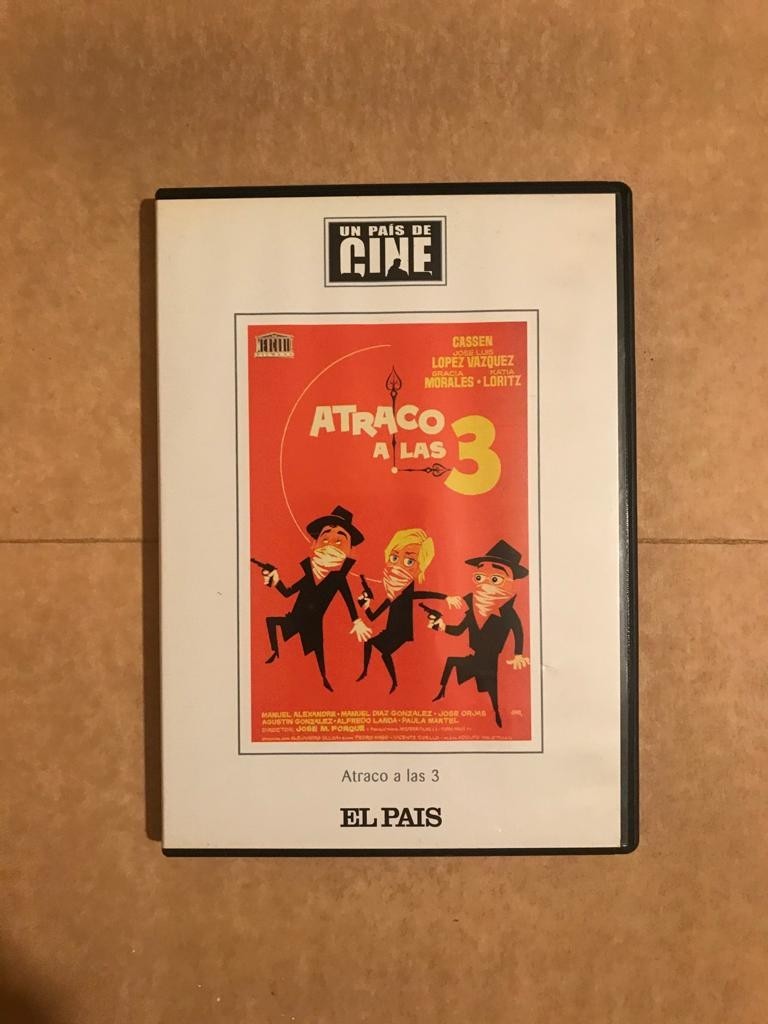 UN PAÍS DE
CINE
CASSEN
JOSE LUIS
LOPEZ VAZQUEZ
GRACIA KATIA
MORALES • LORITZ
ATRACO
A LAS
3
MANUEL ALEXANDRE • MANUEL DIAZ GONZALEZ • JOSE ORJAS
AGUSTIN GONZALEZ • ALFREDO LANDA • PAULA MARTEL
DIRECTOR JOSE M. FORQUE
Atraco a las 3
EL PAIS